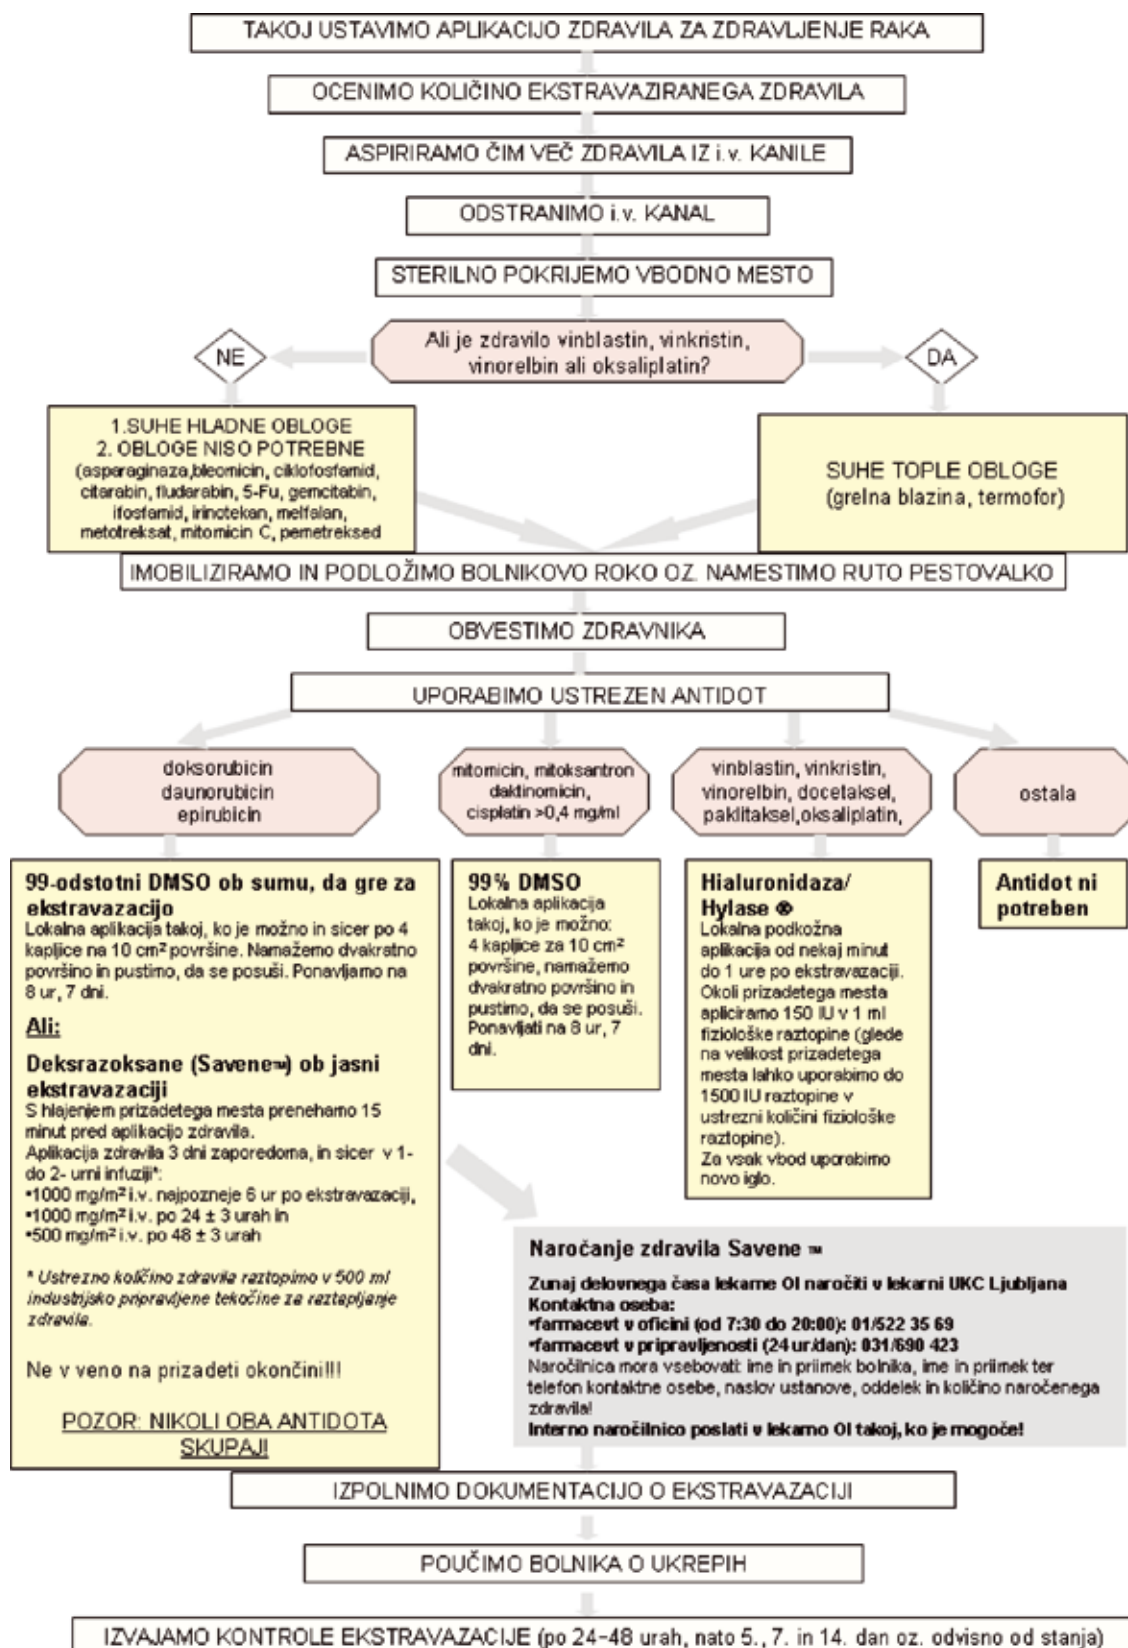 TAKOJ USTAVIMO APLIKACIJO ZDRAVILA ZA ZDRAVLJENJE RAKA
OCENIMO KOLIČINO EKSTRAVAZIRANEGA ZDRAVILA
ASPIRIRAMO ČIM VEČ ZDRAVILA IZ i.v. KANILE
ODSTRANIMO i.v. KANAL
STERILNO POKRIJEMO VBODNO MESTO
Ali je zdravilo vinblastin, vinkristin,
vinorelbin ali oksaliplatin?
NE
DA
1.SUHE HLADNE OBLOGE
2. OBLOGE NISO POTREBNE
(asparaginaza,bleomicin, ciklofosfamid,
citarabin, fludarabin, 5-Fu, gemcitabin,
ifosfamid, irinotekan, melfalan,
metotreksat, mitomicin C, pemetreksed
SUHE TOPLE OBLOGE
(grelna blazina, termofor)
IMOBILIZIRAMO IN PODLOŽIMO BOLNIKOVO ROKO OZ. NAMESTIMO RUTO PESTOVALKO
OBVESTIMO ZDRAVNIKA
UPORABIMO USTREZEN ANTIDOT
doksorubicin
daunorubicin
epirubicin
mitomicin, mitoksantron
daktinomicin,
cisplatin >0,4 mg/ml
vinblastin, vinkristin,
vinorelbin, docetaksel,
paklitaksel,oksaliplatin,
ostala
99-odstotni DMSO ob sumu, da gre za
ekstravazacijo
Lokalna aplikacija takoj, ko je možno in sicer po 4
kapljice na 10 cm² površine. Namažemo dvakratno
površino in pustimo, da se posuši. Ponavljamo na
8 ur, 7 dni.
Ali:
Deksrazoksane (Savene™) ob jasni
ekstravazaciji
S hlajenjem prizadetega mesta prenehamo 15
minut pred aplikacijo zdravila.
Aplikacija zdravila 3 dni zaporedoma, in sicer v 1-
do 2- urni infuziji*:
•1000 mg/m² i.v. najpozneje 6 ur po ekstravazaciji,
•1000 mg/m² i.v. po 24 ± 3 urah in
•500 mg/m² i.v. po 48 ± 3 urah
* Ustrezno količino zdravila raztopimo v 500 ml
industrijsko pripravljene tekočine za raztapljanje
zdravila.
Ne v veno na prizadeti okončini!!!
POZOR: NIKOLI OBA ANTIDOTA
SKUPAJ!
99% DMSO
Lokalna aplikacija
takoj, ko je možno:
4 kapljice za 10 cm²
površine, namažemo
dvakratno površino in
pustimo, da se posuši.
Ponavljati na 8 ur, 7
dni.
Hialuronidaza/
Hylase ®
Lokalna podkožna
aplikacija od nekaj minut
do 1 ure po ekstravazaciji.
Okoli prizadetega mesta
apliciramo 150 IU v 1 ml
fiziološke raztopine (glede
na velikost prizadetega
mesta lahko uporabimo do
1500 IU raztopine v
ustrezni količini fiziološke
raztopine).
Za vsak vbod uporabimo
novo iglo.
Antidot ni
potreben
Naročanje zdravila Savene ™
Zunaj delovnega časa lekarne OI naročiti v lekarni UKC Ljubljana
Kontaktna oseba:
•farmacevt v oficini (od 7:30 do 20:00): 01/522 35 69
•farmacevt v pripravljenosti (24 ur/dan): 031/690 423
Naročilnica mora vsebovati: ime in priimek bolnika, ime in priimek ter
telefon kontaktne osebe, naslov ustanove, oddelek in količino naročenega
zdravila!
Interno naročilnico poslati v lekarno OI takoj, ko je mogoče!
IZPOLNIMO DOKUMENTACIJO O EKSTRAVAZACIJI
POUČIMO BOLNIKA O UKREPIH
IZVAJAMO KONTROLE EKSTRAVAZACIJE (po 24-48 urah, nato 5., 7. in 14. dan oz. odvisno od stanja)